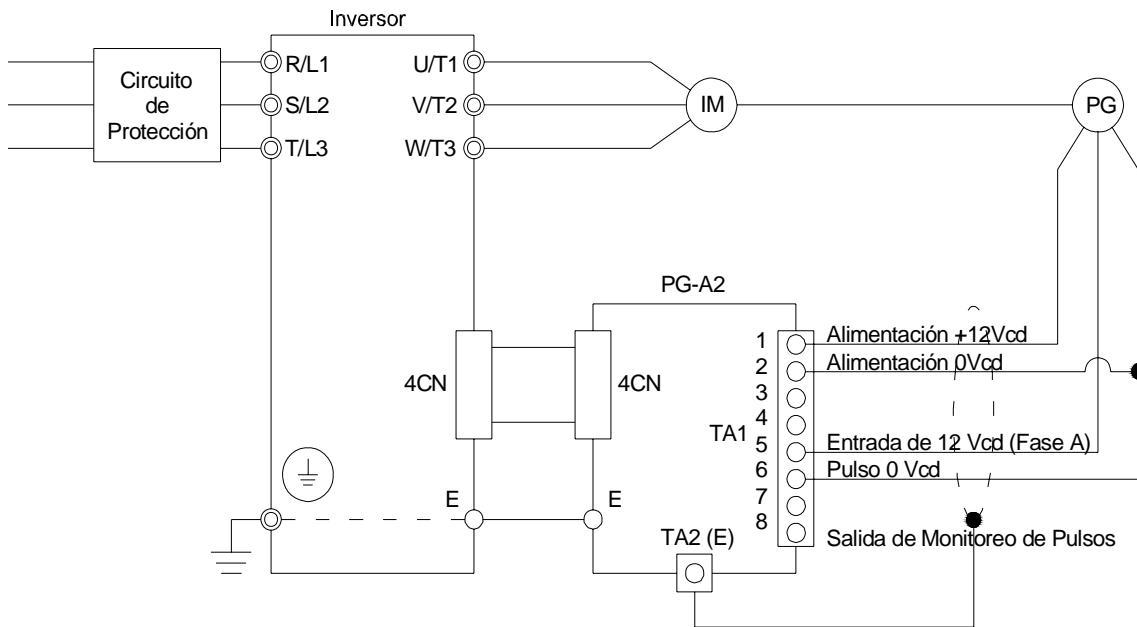 Inversor
Circuito
de
Protección
R/L1
U/T1
S/L2
V/T2
T/L3
W/T3
IM
PG
PG-A2
4CN
4CN
TA1
1
2
3
4
5
6
7
8
Alimentación +12Vcd
Alimentación 0Vcd
Entrada de 12 Vcd (Fase A)
Pulso 0 Vcd
Salida de Monitoreo de Pulsos
E
E
TA2 (E)